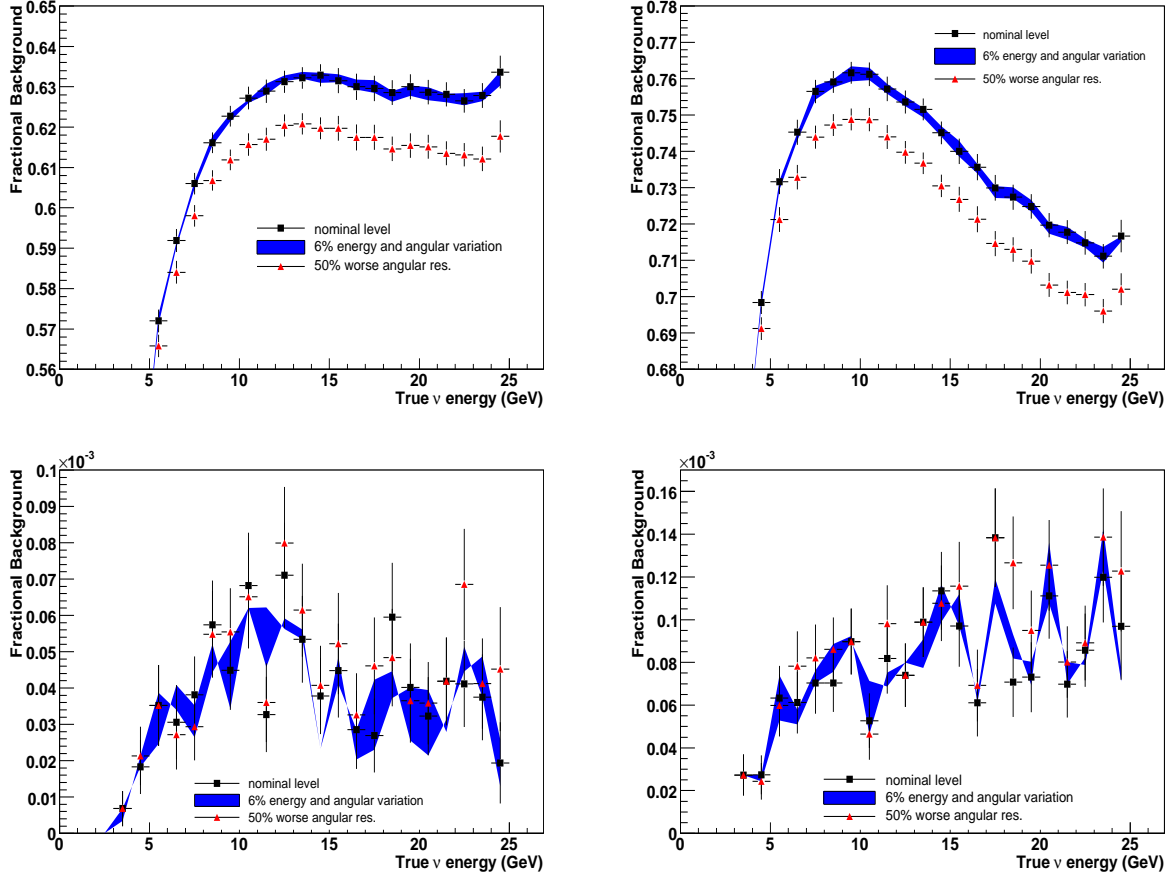 Fractional Background
0.65
0.64
0.63
0.62
0.61
0.6
0.59
0.58
0.57
0.56
nominal level
6% energy and angular variation
50% worse angular res.
0 5 10 15 20 25
True ν energy (GeV)
Fractional Background
0.78
0.77
0.76
0.75
0.74
0.73
0.72
0.71
0.7
0.69
0.68
nominal level
6% energy and angular variation
50% worse angular res.
0 5 10 15 20 25
True ν energy (GeV)
Fractional Background
×10⁻³
0.1
0.09
0.08
0.07
0.06
0.05
0.04
0.03
0.02
0.01
0
nominal level
6% energy and angular variation
50% worse angular res.
0 5 10 15 20 25
True ν energy (GeV)
Fractional Background
×10⁻³
0.16
0.14
0.12
0.1
0.08
0.06
0.04
0.02
0
nominal level
6% energy and angular variation
50% worse angular res.
0 5 10 15 20 25
True ν energy (GeV)